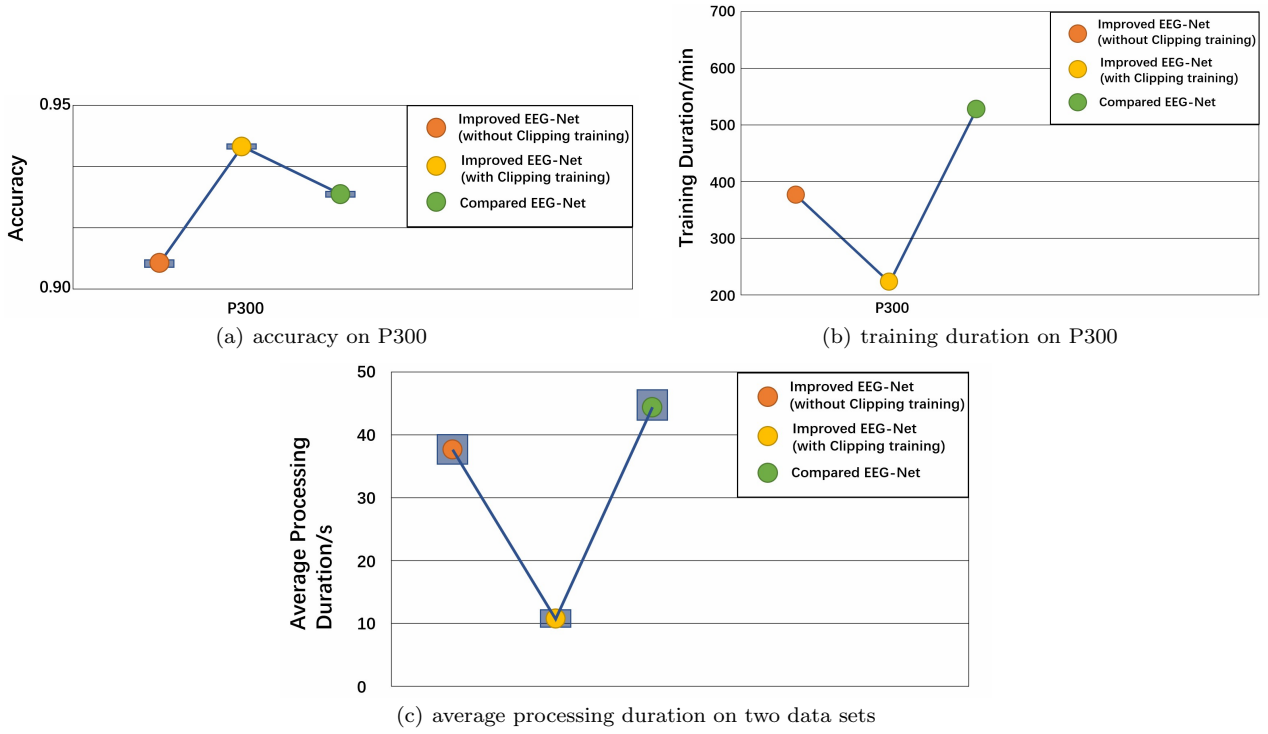 0.95
Accuracy
0.90
P300
Improved EEG-Net
(without Clipping training)
Improved EEG-Net
(with Clipping training)
Compared EEG-Net
(a) accuracy on P300
700
600
500
400
300
200
Training Duration/min
P300
Improved EEG-Net
(without Clipping training)
Improved EEG-Net
(with Clipping training)
Compared EEG-Net
(b) training duration on P300
50
40
30
20
10
0
Average Processing
Duration/s
Improved EEG-Net
(without Clipping training)
Improved EEG-Net
(with Clipping training)
Compared EEG-Net
(c) average processing duration on two data sets